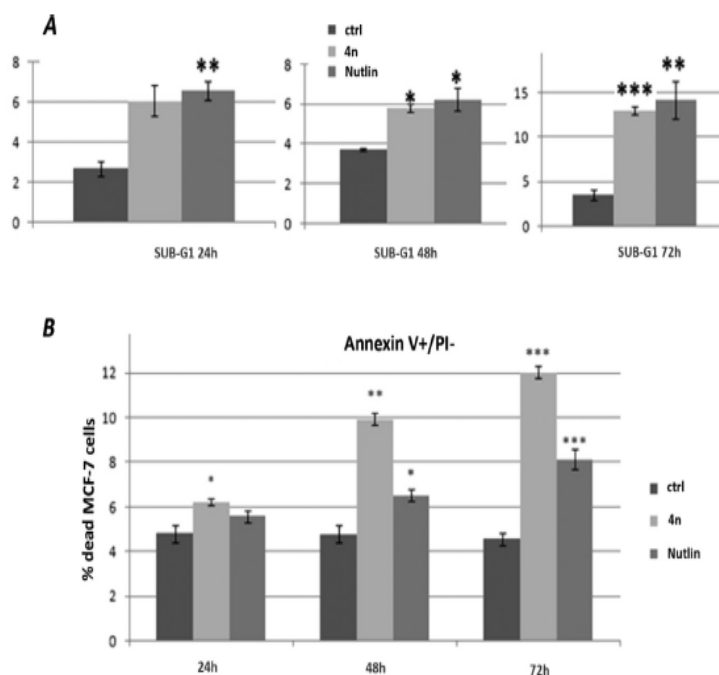 A
ctrl
4n
Nutlin
8
6
4
2
0
**
SUB-G1 24h
8
6
4
2
0
*
*
SUB-G1 48h
15
10
5
0
***
**
SUB-G1 72h
B
Annexin V+/PI-
% dead MCF-7 cells
12
10
8
6
4
2
0
*
**
*
***
***
24h
48h
72h
ctrl
4n
Nutlin